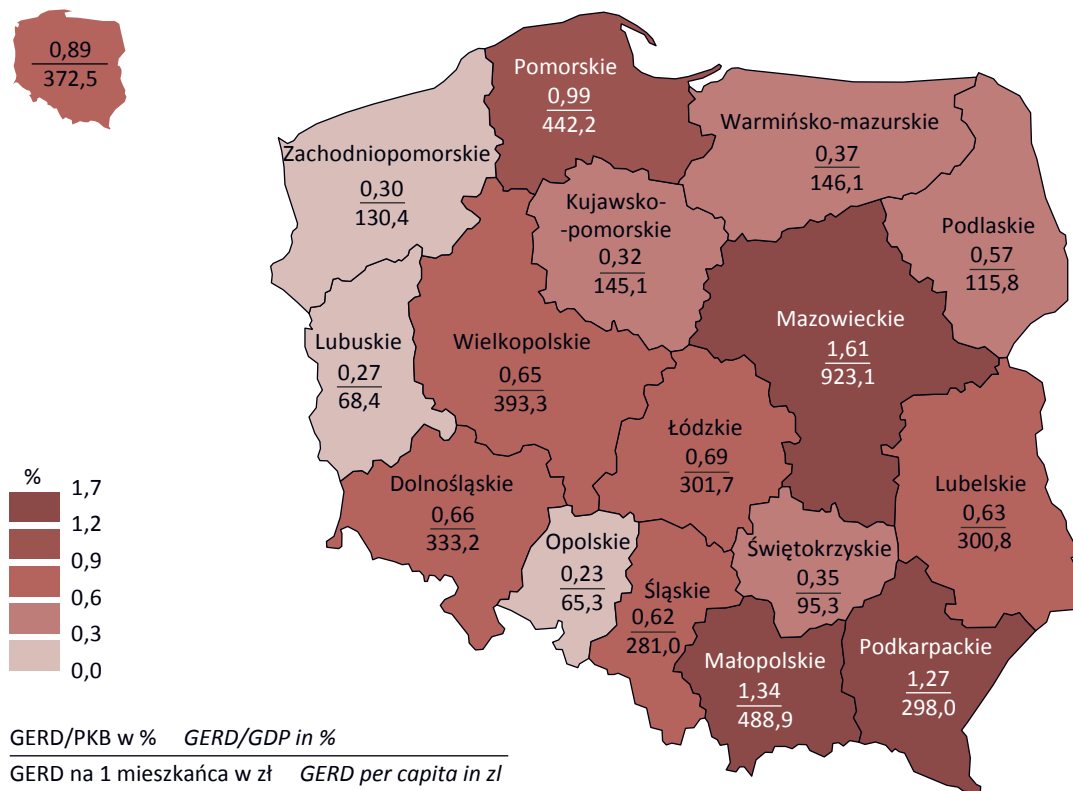 0,89
372,5
Pomorskie
0,99
442,2
Warmińsko-mazurskie
0,37
146,1
Zachodniopomorskie
0,30
130,4
Kujawsko-
-pomorskie
0,32
145,1
Podlaskie
0,57
115,8
Mazowieckie
1,61
923,1
Lubuskie
0,27
68,4
Wielkopolskie
0,65
393,3
Łódzkie
0,69
301,7
Lubelskie
0,63
300,8
Dolnośląskie
0,66
333,2
Opolskie
0,23
65,3
Świętokrzyskie
0,35
95,3
Śląskie
0,62
281,0
Małopolskie
1,34
488,9
Podkarpackie
1,27
298,0
%
1,7
1,2
0,9
0,6
0,3
0,0
GERD/PKB w % GERD/GDP in %
GERD na 1 mieszkańca w zł GERD per capita in zl